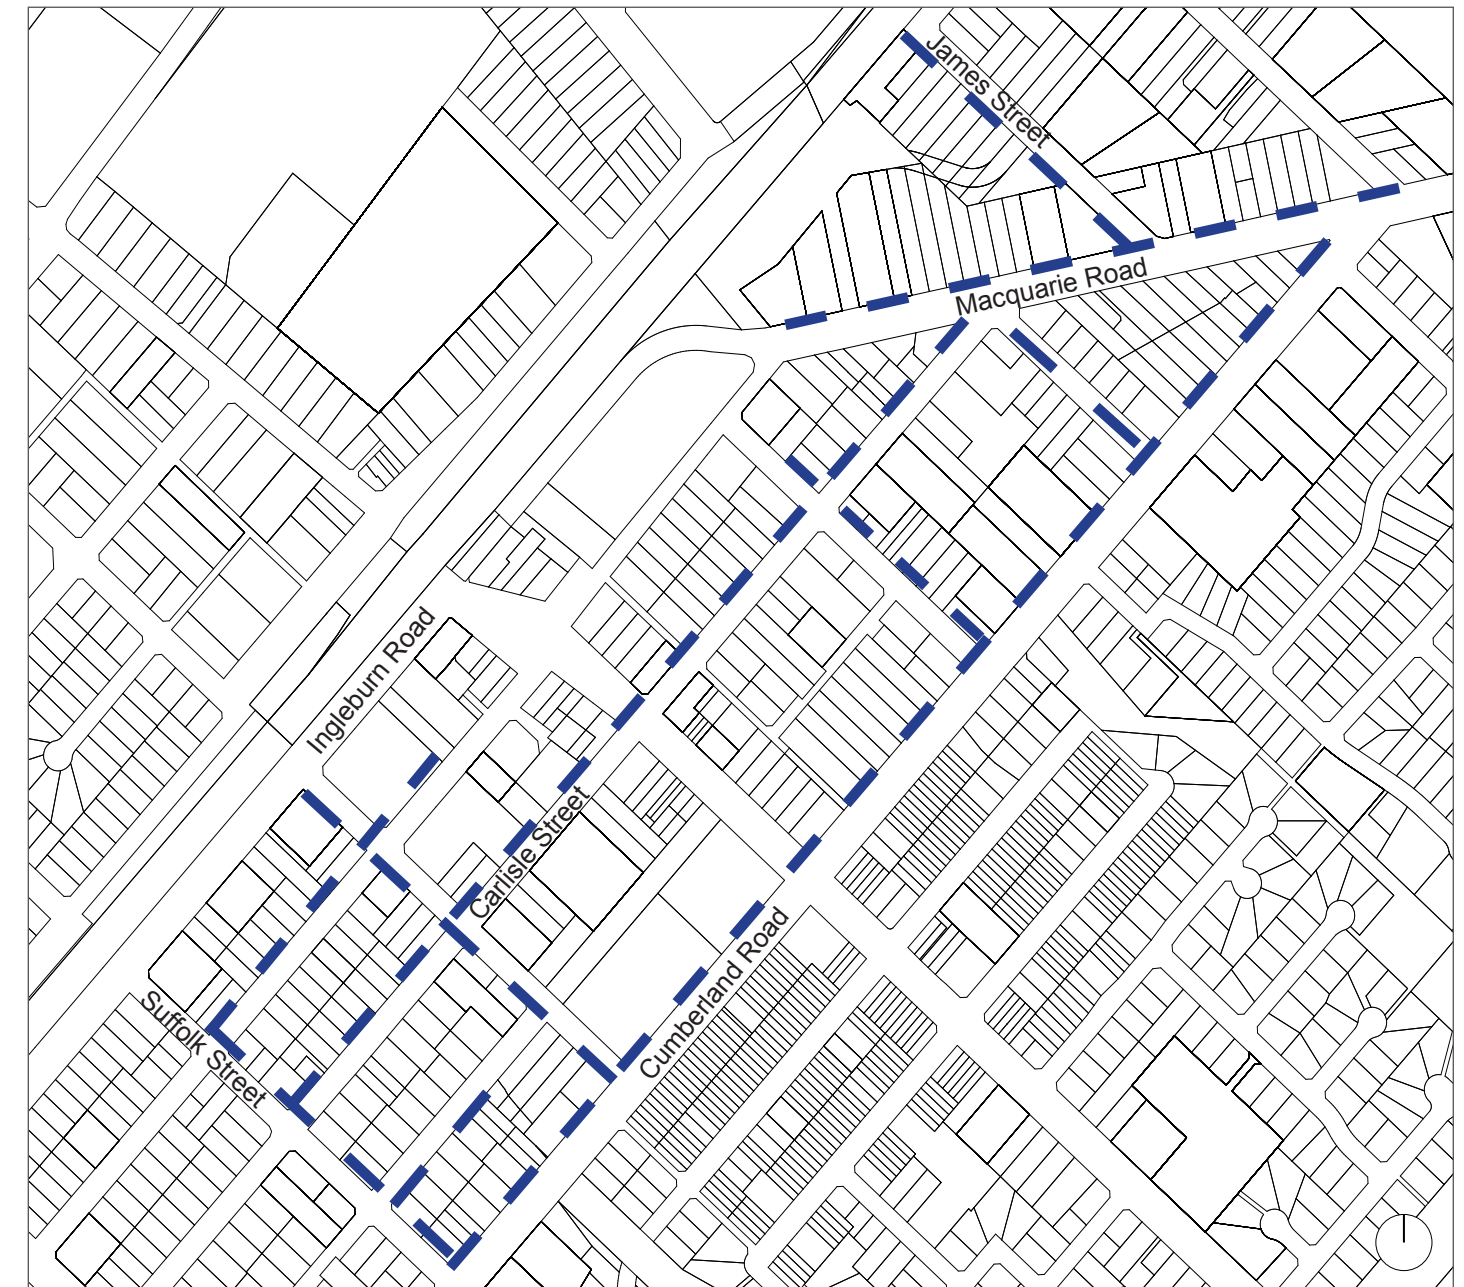 James Street
Macquarie Road
Ingleburn Road
Carlisle Street
Cumberland Road
Suffolk Street